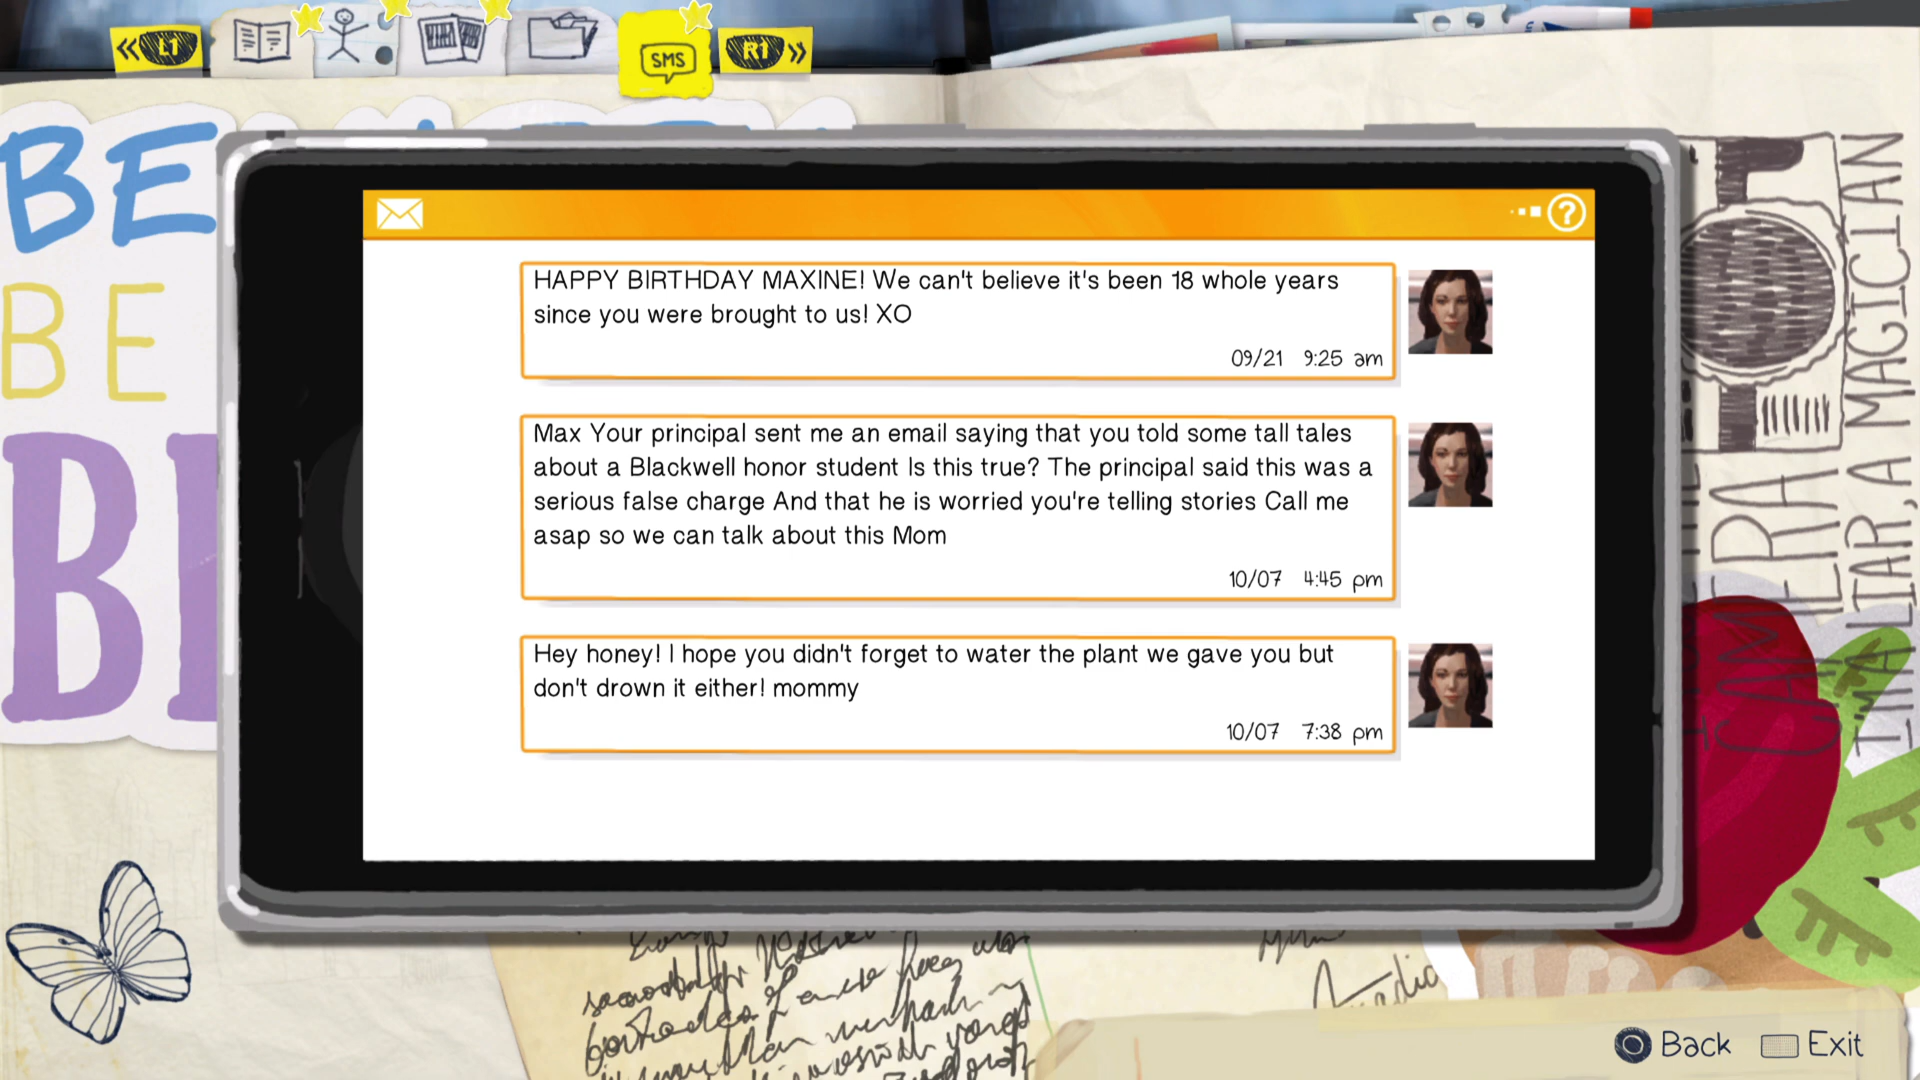 L1
SMS
R1
BE
BE
HAPPY BIRTHDAY MAXINE! We can't believe it's been 18 whole years
since you were brought to us! XO
09/21 9:25 am
Max Your principal sent me an email saying that you told some tall tales
about a Blackwell honor student Is this true? The principal said this was a
serious false charge And that he is worried you're telling stories Call me
asap so we can talk about this Mom
10/07 4:45 pm
Hey honey! I hope you didn't forget to water the plant we gave you but
don't drown it either! mommy
10/07 7:38 pm
?
CAMERA
LIAR, A MAGICIAN
Back
Exit